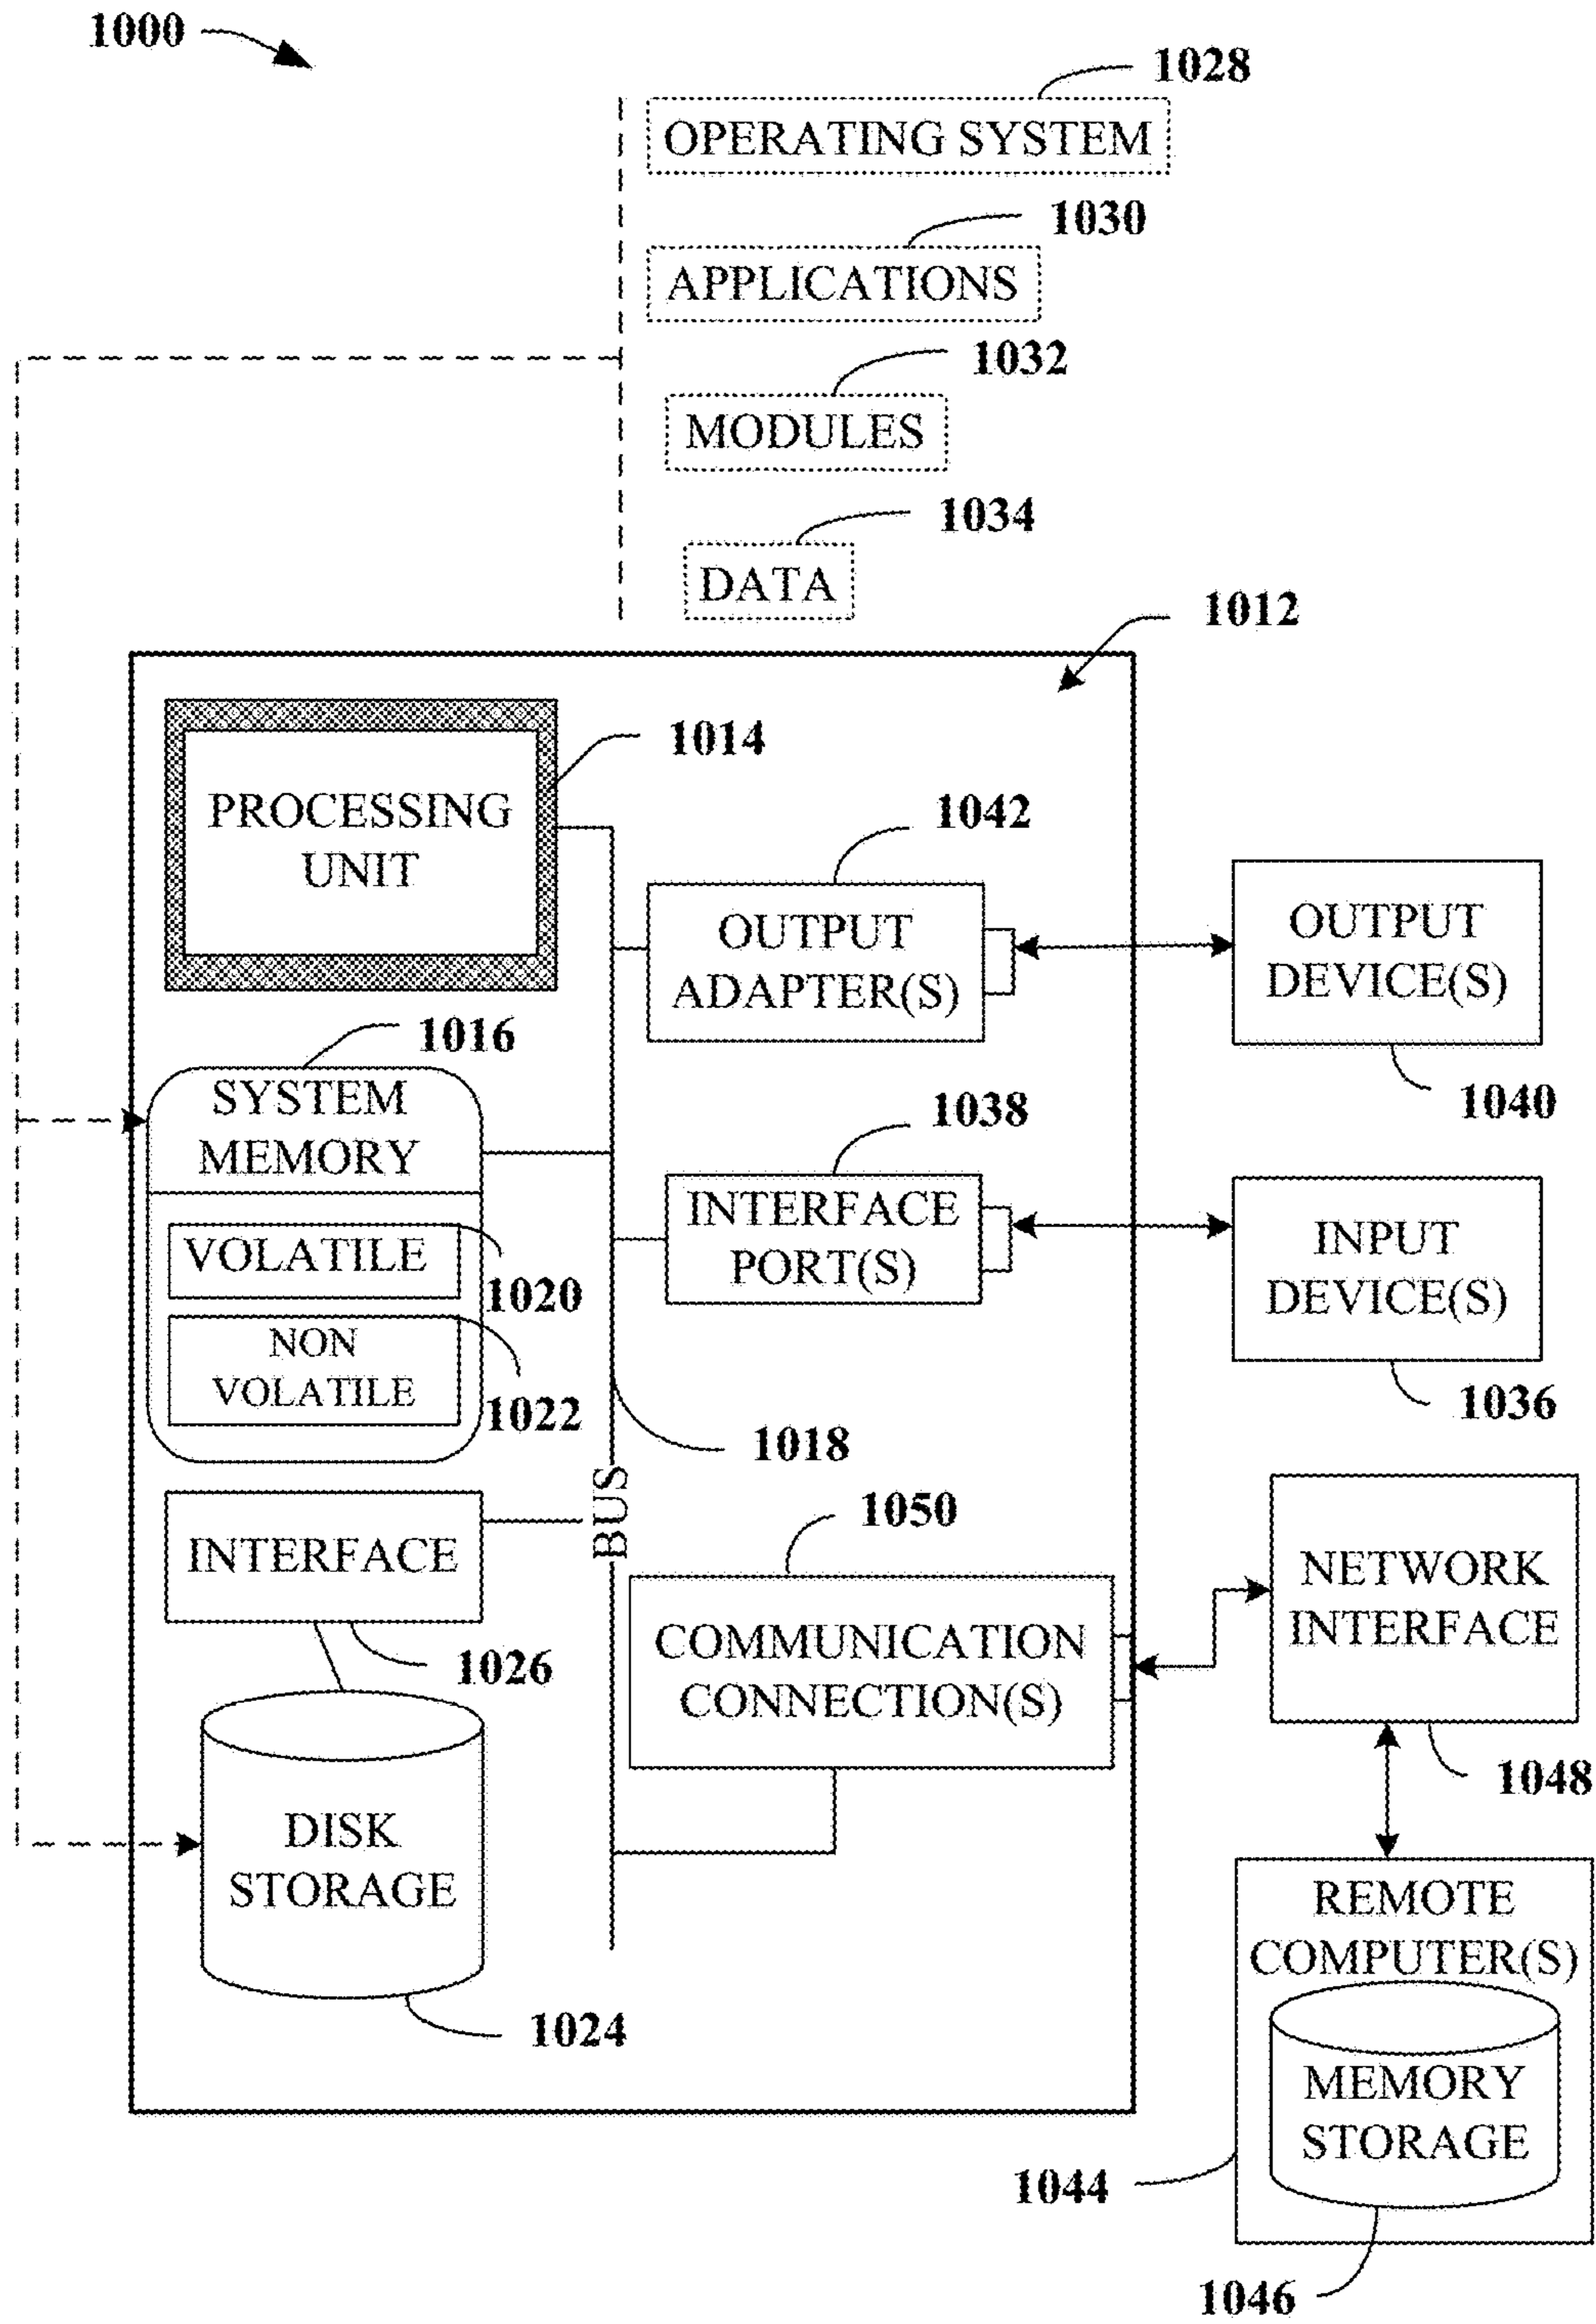 1000
1028
OPERATING SYSTEM
1030
APPLICATIONS
1032
MODULES
1034
DATA
1012
1014
PROCESSING
UNIT
1042
OUTPUT
ADAPTER(S)
OUTPUT
DEVICE(S)
1040
1016
SYSTEM
MEMORY
VOLATILE
1020
NON
VOLATILE
1022
1038
INTERFACE
PORT(S)
INPUT
DEVICE(S)
1036
1018
BUS
INTERFACE
1026
1050
COMMUNICATION
CONNECTION(S)
NETWORK
INTERFACE
1048
DISK
STORAGE
1024
REMOTE
COMPUTER(S)
MEMORY
STORAGE
1044
1046